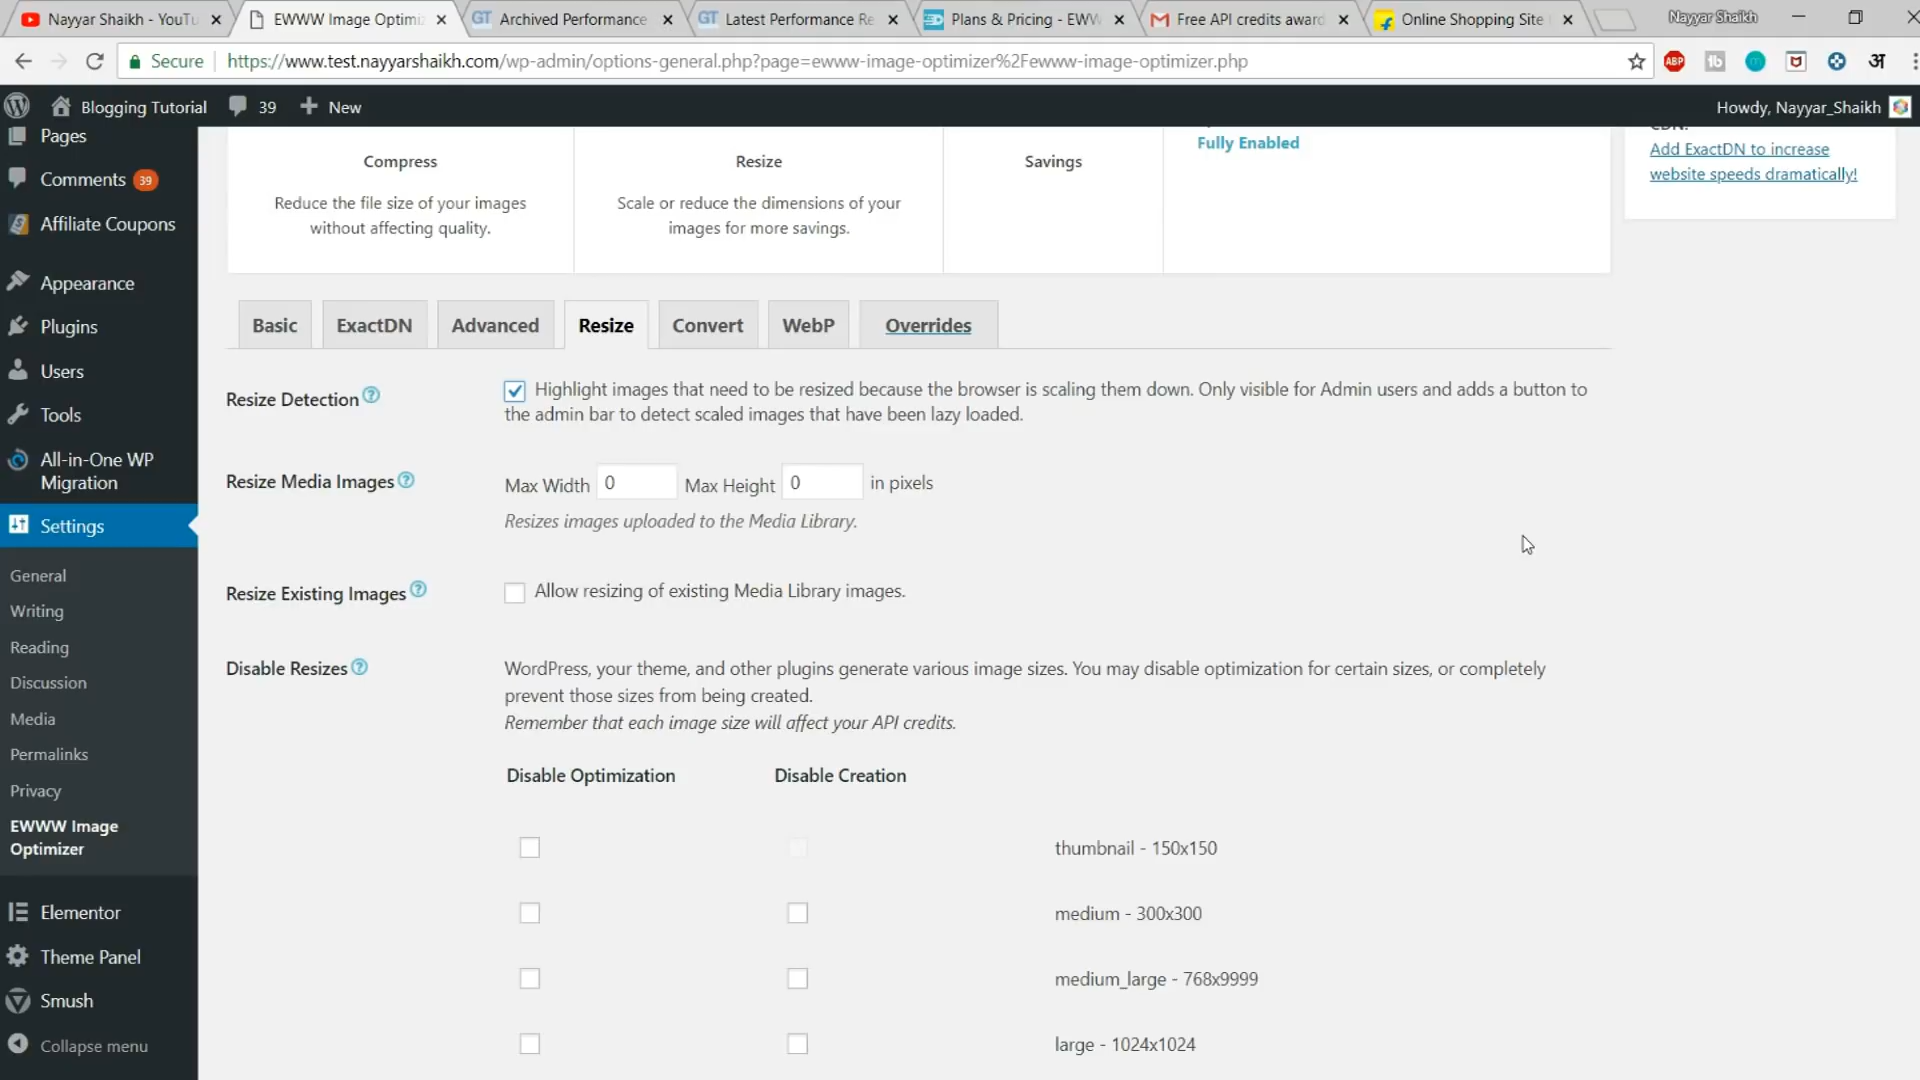 Nayyar Shaikh - YouTu
EWWW Image Optimiz
GT Archived Performance
GT Latest Performance Re
Plans & Pricing - EWW
Free API credits award
Online Shopping Site
Nayyar Shaikh
Secure
https://www.test.nayyarshaikh.com/wp-admin/options-general.php?page=ewww-image-optimizer%2Fewww-image-optimizer.php
ABP
tb
अ
Blogging Tutorial
39
+ New
Howdy, Nayyar_Shaikh
Pages
Comments 39
Affiliate Coupons
Appearance
Plugins
Users
Tools
All-in-One WP
Migration
Settings
General
Writing
Reading
Discussion
Media
Permalinks
Privacy
EWWW Image
Optimizer
Elementor
Theme Panel
Smush
Collapse menu
Compress
Reduce the file size of your images
without affecting quality.
Resize
Scale or reduce the dimensions of your
images for more savings.
Savings
Fully Enabled
CDN.
Add ExactDN to increase
website speeds dramatically!
Basic
ExactDN
Advanced
Resize
Convert
WebP
Overrides
Resize Detection ?
Highlight images that need to be resized because the browser is scaling them down. Only visible for Admin users and adds a button to
the admin bar to detect scaled images that have been lazy loaded.
Resize Media Images ?
Max Width 0 Max Height 0 in pixels
Resizes images uploaded to the Media Library.
Resize Existing Images ?
Allow resizing of existing Media Library images.
Disable Resizes ?
WordPress, your theme, and other plugins generate various image sizes. You may disable optimization for certain sizes, or completely
prevent those sizes from being created.
Remember that each image size will affect your API credits.
Disable Optimization
Disable Creation
thumbnail - 150x150
medium - 300x300
medium_large - 768x9999
large - 1024x1024